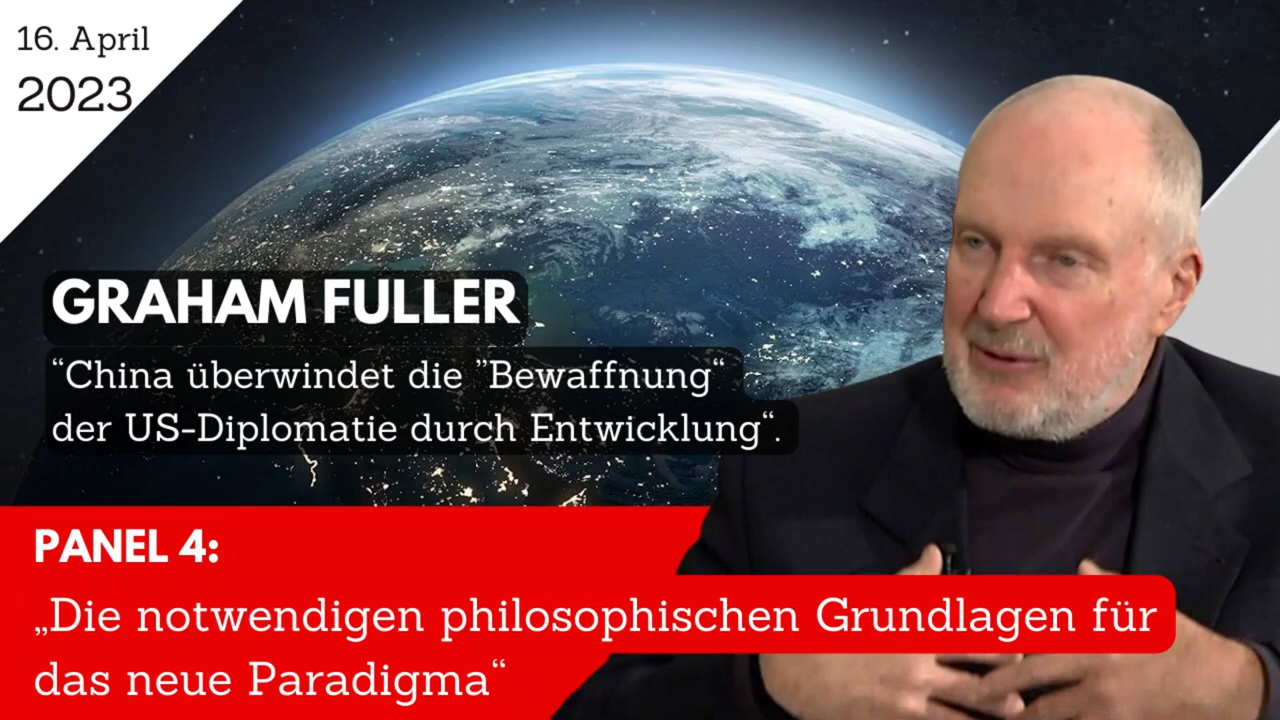 16. April
2023
GRAHAM FULLER
“China überwindet die ”Bewaffnung“
der US-Diplomatie durch Entwicklung“.
PANEL 4:
„Die notwendigen philosophischen Grundlagen für
das neue Paradigma“